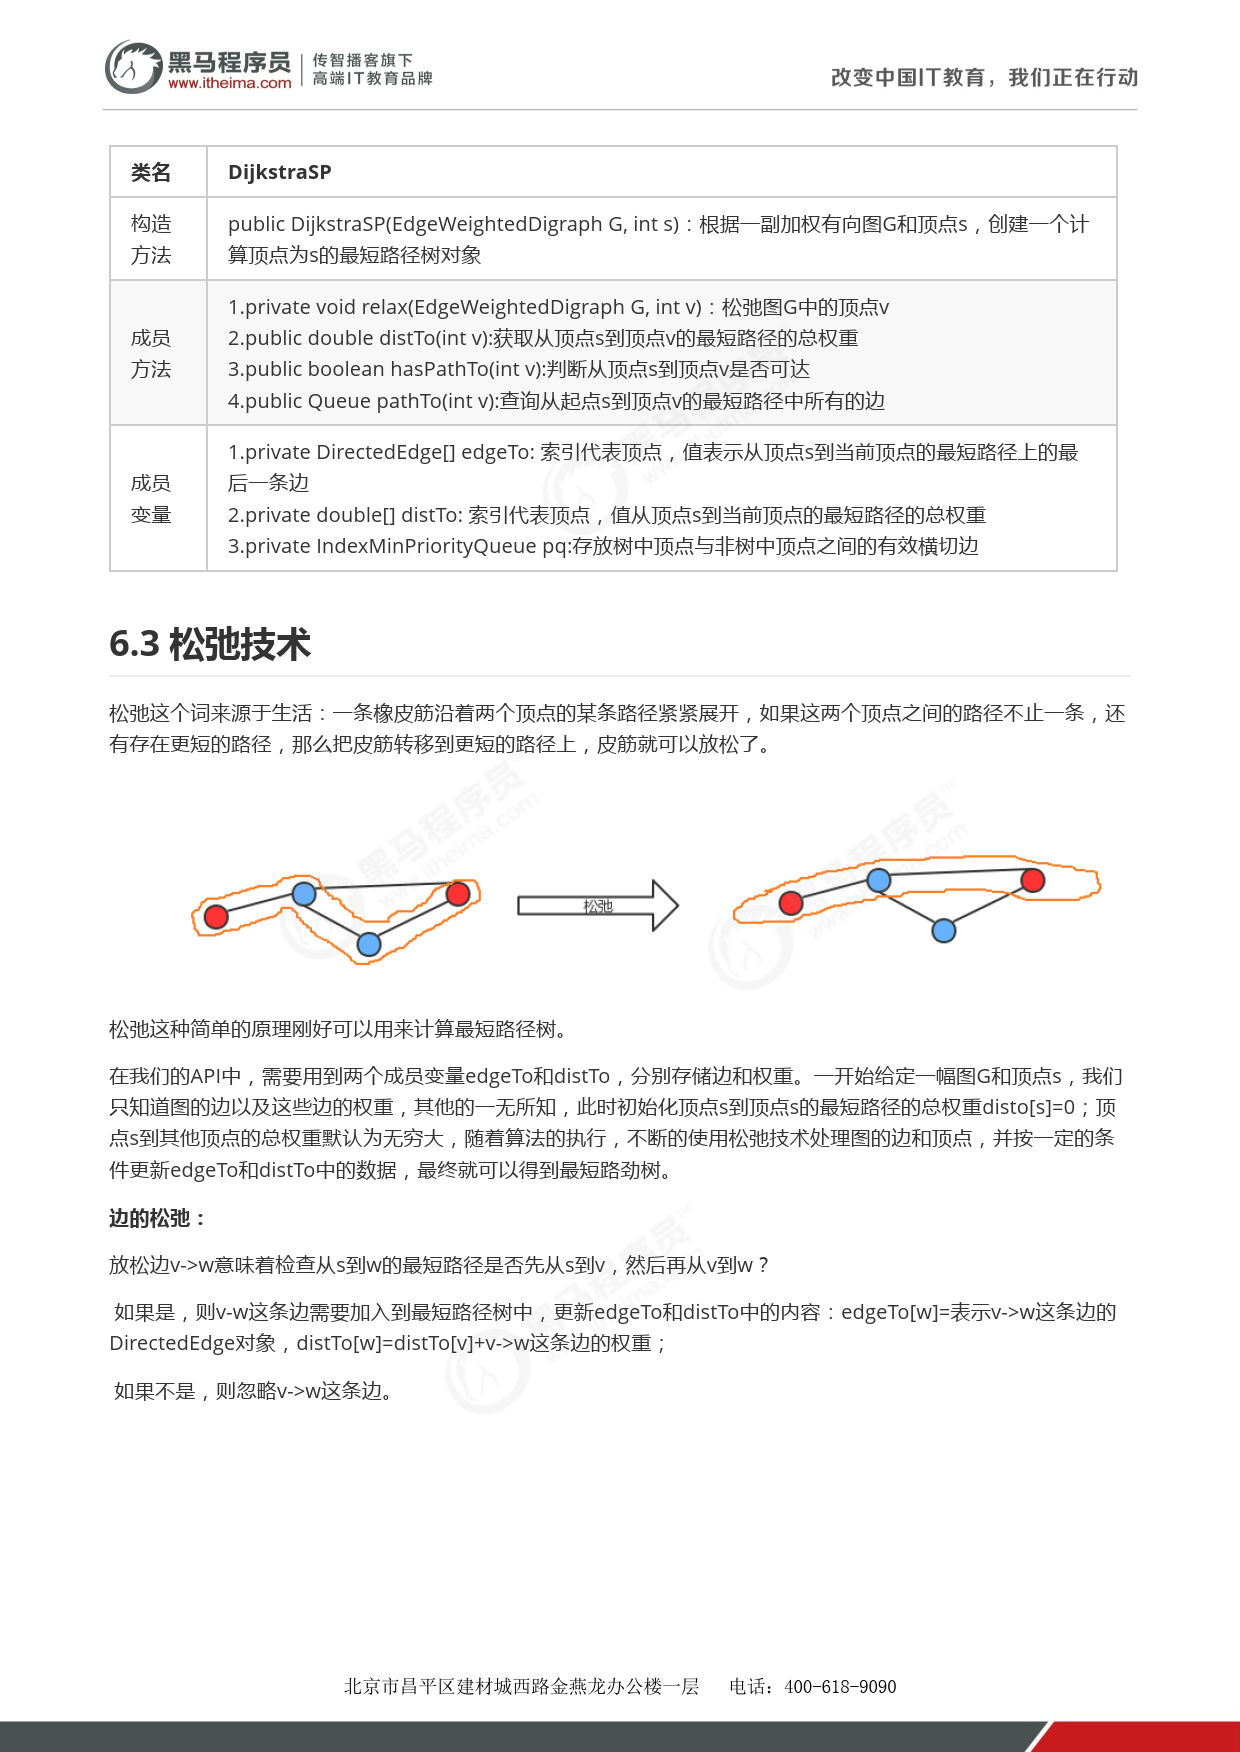 黑马程序员
www.itheima.com
传智播客旗下
高端IT教育品牌
改变中国IT教育，我们正在行动
类名 DijkstraSP
构造方法 public DijkstraSP(EdgeWeightedDigraph G, int s)：根据一副加权有向图G和顶点s，创建一个计
算顶点为s的最短路径树对象
成员方法 1.private void relax(EdgeWeightedDigraph G, int v)：松弛图G中的顶点v
2.public double distTo(int v):获取从顶点s到顶点v的最短路径的总权重
3.public boolean hasPathTo(int v):判断从顶点s到顶点v是否可达
4.public Queue pathTo(int v):查询从起点s到顶点v的最短路径中所有的边
成员变量 1.private DirectedEdge[] edgeTo: 索引代表顶点，值表示从顶点s到当前顶点的最短路径上的最
后一条边
2.private double[] distTo: 索引代表顶点，值从顶点s到当前顶点的最短路径的总权重
3.private IndexMinPriorityQueue pq:存放树中顶点与非树中顶点之间的有效横切边
6.3 松弛技术
松弛这个词来源于生活：一条橡皮筋沿着两个顶点的某条路径紧紧展开，如果这两个顶点之间的路径不止一条，还
有存在更短的路径，那么把皮筋转移到更短的路径上，皮筋就可以放松了。
松弛
松弛这种简单的原理刚好可以用来计算最短路径树。
在我们的API中，需要用到两个成员变量edgeTo和distTo，分别存储边和权重。一开始给定一幅图G和顶点s，我们
只知道图的边以及这些边的权重，其他的一无所知，此时初始化顶点s到顶点s的最短路径的总权重disto[s]=0；顶
点s到其他顶点的总权重默认为无穷大，随着算法的执行，不断的使用松弛技术处理图的边和顶点，并按一定的条
件更新edgeTo和distTo中的数据，最终就可以得到最短路劲树。
边的松弛：
放松边v->w意味着检查从s到w的最短路径是否先从s到v，然后再从v到w？
如果是，则v-w这条边需要加入到最短路径树中，更新edgeTo和distTo中的内容：edgeTo[w]=表示v->w这条边的
DirectedEdge对象，distTo[w]=distTo[v]+v->w这条边的权重；
如果不是，则忽略v->w这条边。
北京市昌平区建材城西路金燕龙办公楼一层 电话：400-618-9090